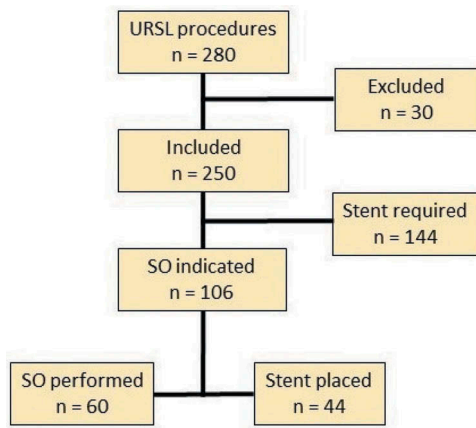 URSL procedures
n = 280
Excluded
n = 30
Included
n = 250
Stent required
n = 144
SO indicated
n = 106
SO performed
n = 60
Stent placed
n = 44